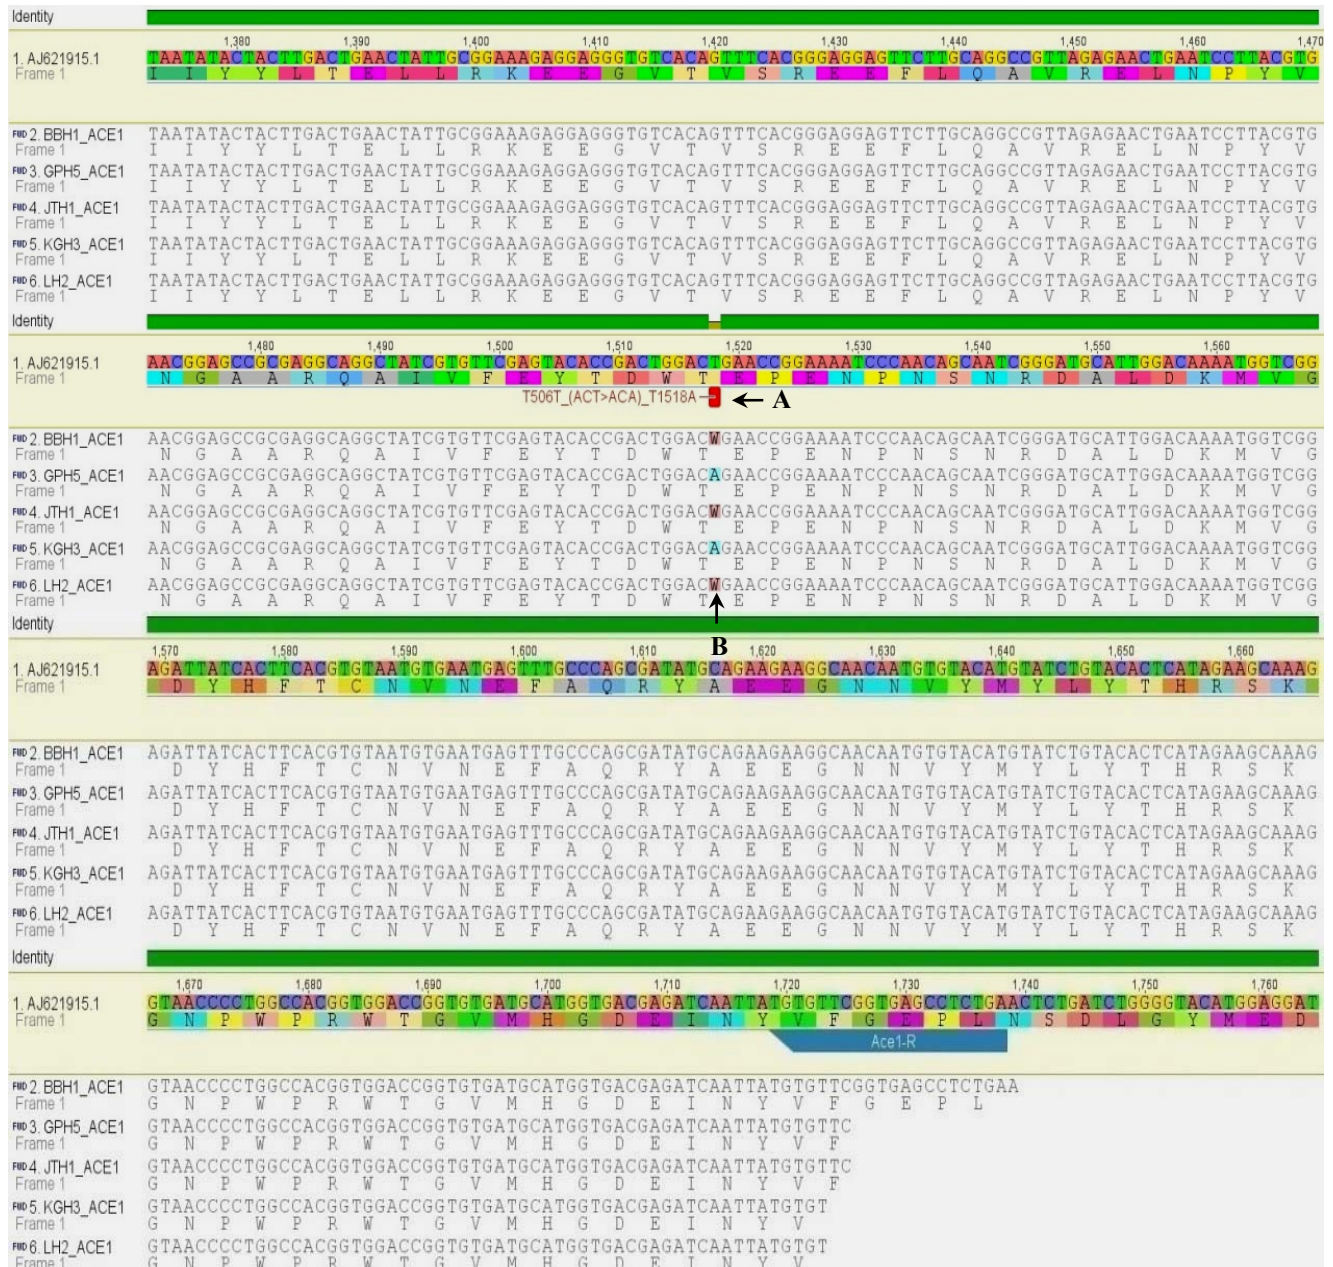 Identity
1,380 1,390 1,400 1,410 1,420 1,430 1,440 1,450 1,460 1,470
1. AJ621915.1 TAATATACTACTTGACTGAACTATTGCGGAAAGAGGAGGGTGTCACAGTTTCACGGGAGGAGTTCTTGCAGGCCGTTAGAGAACTGAATCCTTACGTG
Frame 1 I I Y Y L T E L L R K E E G V T V S R E E F L Q A V R E L N P Y V
FWD 2. BBH1_ACE1 TAATATACTACTTGACTGAACTATTGCGGAAAGAGGAGGGTGTCACAGTTTCACGGGAGGAGTTCTTGCAGGCCGTTAGAGAACTGAATCCTTACGTG
Frame 1 I I Y Y L T E L L R K E E G V T V S R E E F L Q A V R E L N P Y V
FWD 3. GPH5_ACE1 TAATATACTACTTGACTGAACTATTGCGGAAAGAGGAGGGTGTCACAGTTTCACGGGAGGAGTTCTTGCAGGCCGTTAGAGAACTGAATCCTTACGTG
Frame 1 I I Y Y L T E L L R K E E G V T V S R E E F L Q A V R E L N P Y V
FWD 4. JTH1_ACE1 TAATATACTACTTGACTGAACTATTGCGGAAAGAGGAGGGTGTCACAGTTTCACGGGAGGAGTTCTTGCAGGCCGTTAGAGAACTGAATCCTTACGTG
Frame 1 I I Y Y L T E L L R K E E G V T V S R E E F L Q A V R E L N P Y V
FWD 5. KGH3_ACE1 TAATATACTACTTGACTGAACTATTGCGGAAAGAGGAGGGTGTCACAGTTTCACGGGAGGAGTTCTTGCAGGCCGTTAGAGAACTGAATCCTTACGTG
Frame 1 I I Y Y L T E L L R K E E G V T V S R E E F L Q A V R E L N P Y V
FWD 6. LH2_ACE1 TAATATACTACTTGACTGAACTATTGCGGAAAGAGGAGGGTGTCACAGTTTCACGGGAGGAGTTCTTGCAGGCCGTTAGAGAACTGAATCCTTACGTG
Frame 1 I I Y Y L T E L L R K E E G V T V S R E E F L Q A V R E L N P Y V
Identity
1,480 1,490 1,500 1,510 1,520 1,530 1,540 1,550 1,560
1. AJ621915.1 AACGGAGCCGCGAGGCAGGCTATCGTGTTCGAGTACACCGACTGGACTGAACCGGAAAATCCCAACAGCAATCGGGATGCATTGGACAAAATGGTCGG
Frame 1 N G A A R Q A I V F E Y T D W T E P E N P N S N R D A L D K M V G
T506T_(ACT>ACA)_T1518A A
FWD 2. BBH1_ACE1 AACGGAGCCGCGAGGCAGGCTATCGTGTTCGAGTACACCGACTGGACWGAACCGGAAAATCCCAACAGCAATCGGGATGCATTGGACAAAATGGTCGG
Frame 1 N G A A R Q A I V F E Y T D W T E P E N P N S N R D A L D K M V G
FWD 3. GPH5_ACE1 AACGGAGCCGCGAGGCAGGCTATCGTGTTCGAGTACACCGACTGGACAGAACCGGAAAATCCCAACAGCAATCGGGATGCATTGGACAAAATGGTCGG
Frame 1 N G A A R Q A I V F E Y T D W T E P E N P N S N R D A L D K M V G
FWD 4. JTH1_ACE1 AACGGAGCCGCGAGGCAGGCTATCGTGTTCGAGTACACCGACTGGACWGAACCGGAAAATCCCAACAGCAATCGGGATGCATTGGACAAAATGGTCGG
Frame 1 N G A A R Q A I V F E Y T D W T E P E N P N S N R D A L D K M V G
FWD 5. KGH3_ACE1 AACGGAGCCGCGAGGCAGGCTATCGTGTTCGAGTACACCGACTGGACAGAACCGGAAAATCCCAACAGCAATCGGGATGCATTGGACAAAATGGTCGG
Frame 1 N G A A R Q A I V F E Y T D W T E P E N P N S N R D A L D K M V G
FWD 6. LH2_ACE1 AACGGAGCCGCGAGGCAGGCTATCGTGTTCGAGTACACCGACTGGACWGAACCGGAAAATCCCAACAGCAATCGGGATGCATTGGACAAAATGGTCGG
Frame 1 N G A A R Q A I V F E Y T D W T E P E N P N S N R D A L D K M V G
Identity
B
1,570 1,580 1,590 1,600 1,610 1,620 1,630 1,640 1,650 1,660
1. AJ621915.1 AGATTATCACTTCACGTGTAATGTGAATGAGTTTGCCCAGCGATATGCAGAAGAAGGCAACAATGTGTACATGTATCTGTACACTCATAGAAGCAAAG
Frame 1 D Y H F T C N V N E F A Q R Y A E E G N N V Y M Y L Y T H R S K
FWD 2. BBH1_ACE1 AGATTATCACTTCACGTGTAATGTGAATGAGTTTGCCCAGCGATATGCAGAAGAAGGCAACAATGTGTACATGTATCTGTACACTCATAGAAGCAAAG
Frame 1 D Y H F T C N V N E F A Q R Y A E E G N N V Y M Y L Y T H R S K
FWD 3. GPH5_ACE1 AGATTATCACTTCACGTGTAATGTGAATGAGTTTGCCCAGCGATATGCAGAAGAAGGCAACAATGTGTACATGTATCTGTACACTCATAGAAGCAAAG
Frame 1 D Y H F T C N V N E F A Q R Y A E E G N N V Y M Y L Y T H R S K
FWD 4. JTH1_ACE1 AGATTATCACTTCACGTGTAATGTGAATGAGTTTGCCCAGCGATATGCAGAAGAAGGCAACAATGTGTACATGTATCTGTACACTCATAGAAGCAAAG
Frame 1 D Y H F T C N V N E F A Q R Y A E E G N N V Y M Y L Y T H R S K
FWD 5. KGH3_ACE1 AGATTATCACTTCACGTGTAATGTGAATGAGTTTGCCCAGCGATATGCAGAAGAAGGCAACAATGTGTACATGTATCTGTACACTCATAGAAGCAAAG
Frame 1 D Y H F T C N V N E F A Q R Y A E E G N N V Y M Y L Y T H R S K
FWD 6. LH2_ACE1 AGATTATCACTTCACGTGTAATGTGAATGAGTTTGCCCAGCGATATGCAGAAGAAGGCAACAATGTGTACATGTATCTGTACACTCATAGAAGCAAAG
Frame 1 D Y H F T C N V N E F A Q R Y A E E G N N V Y M Y L Y T H R S K
Identity
1,670 1,680 1,690 1,700 1,710 1,720 1,730 1,740 1,750 1,760
1. AJ621915.1 GTAACCCCTGGCCACGGTGGACCGGTGTGATGCATGGTGACGAGATCAATTATGTGTTCGGTGAGCCTCTGAACTCTGATCTGGGGTACATGGAGGAT
Frame 1 G N P W P R W T G V M H G D E I N Y V F G E P L N S D L G Y M E D
Ace1-R
FWD 2. BBH1_ACE1 GTAACCCCTGGCCACGGTGGACCGGTGTGATGCATGGTGACGAGATCAATTATGTGTTCGGTGAGCCTCTGAA
Frame 1 G N P W P R W T G V M H G D E I N Y V F G E P L
FWD 3. GPH5_ACE1 GTAACCCCTGGCCACGGTGGACCGGTGTGATGCATGGTGACGAGATCAATTATGTGTTC
Frame 1 G N P W P R W T G V M H G D E I N Y V F
FWD 4. JTH1_ACE1 GTAACCCCTGGCCACGGTGGACCGGTGTGATGCATGGTGACGAGATCAATTATGTGTTC
Frame 1 G N P W P R W T G V M H G D E I N Y V F
FWD 5. KGH3_ACE1 GTAACCCCTGGCCACGGTGGACCGGTGTGATGCATGGTGACGAGATCAATTATGTGT
Frame 1 G N P W P R W T G V M H G D E I N Y V
FWD 6. LH2_ACE1 GTAACCCCTGGCCACGGTGGACCGGTGTGATGCATGGTGACGAGATCAATTATGTGT
Frame 1 G N P W P R W T G V M H G D E I N Y V